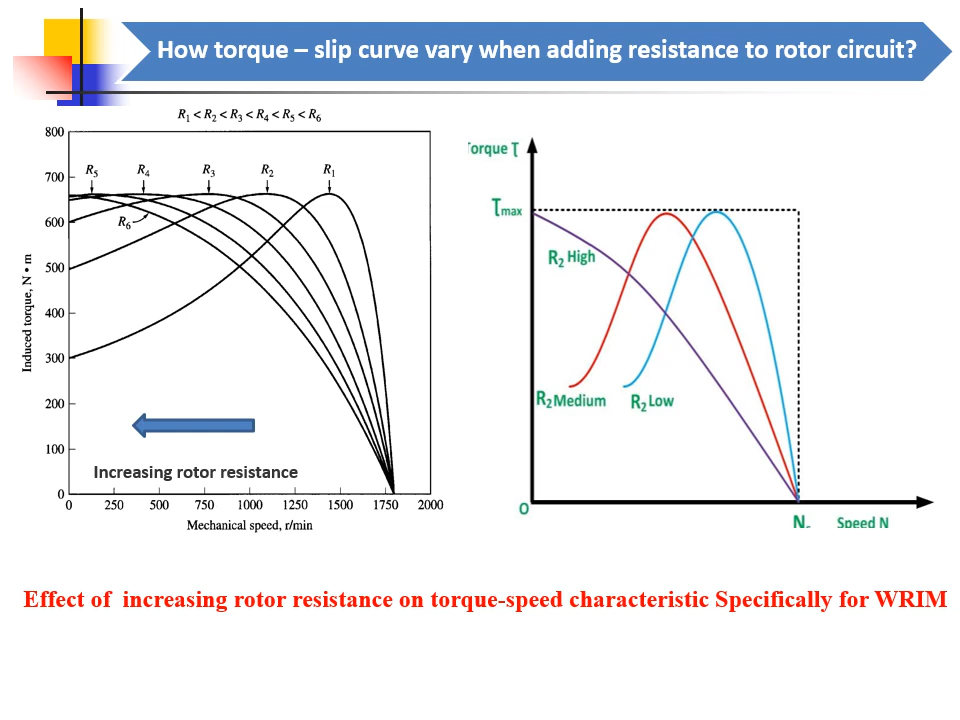 How torque – slip curve vary when adding resistance to rotor circuit?
R₁ < R₂ < R₃ < R₄ < R₅ < R₆
800
700
600
500
400
300
200
100
0
Induced torque, N • m
R₅
R₄
R₃
R₂
R₁
R₆
Increasing rotor resistance
0
250
500
750
1000
1250
1500
1750
2000
Mechanical speed, r/min
orque τ
τmax
R₂ High
R₂ Medium
R₂ Low
O
N
Speed N
Effect of increasing rotor resistance on torque-speed characteristic Specifically for WRIM